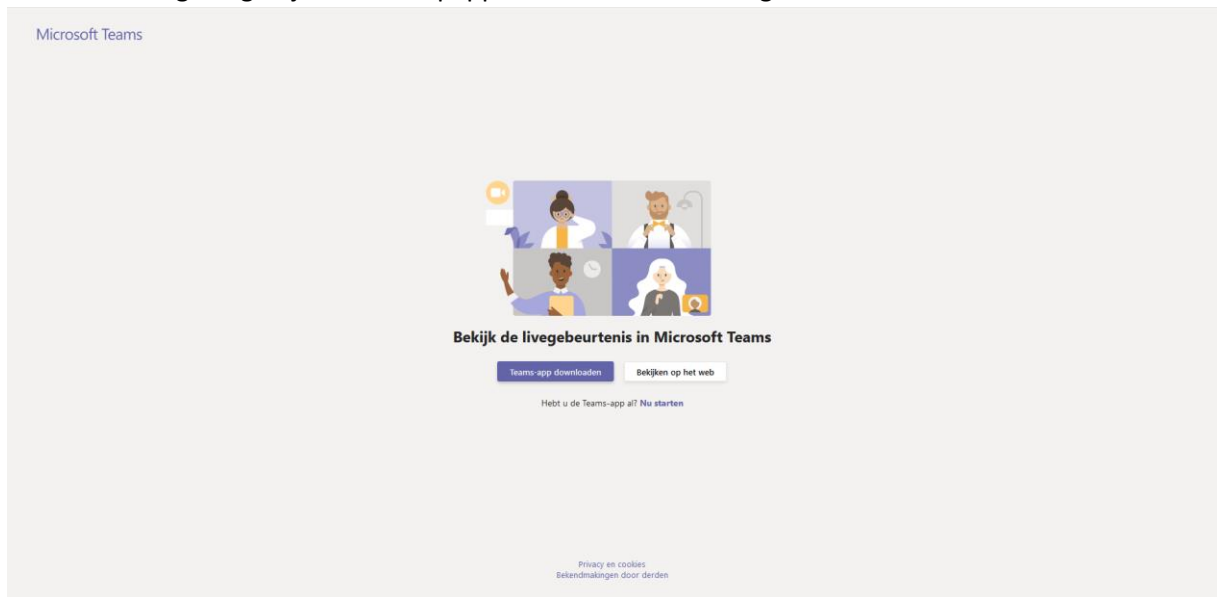 Microsoft Teams
Bekijk de livegebeurtenis in Microsoft Teams
Teams-app downloaden
Bekijken op het web
Hebt u de Teams-app al? Nu starten
Privacy en cookies
Bekendmakingen door derden